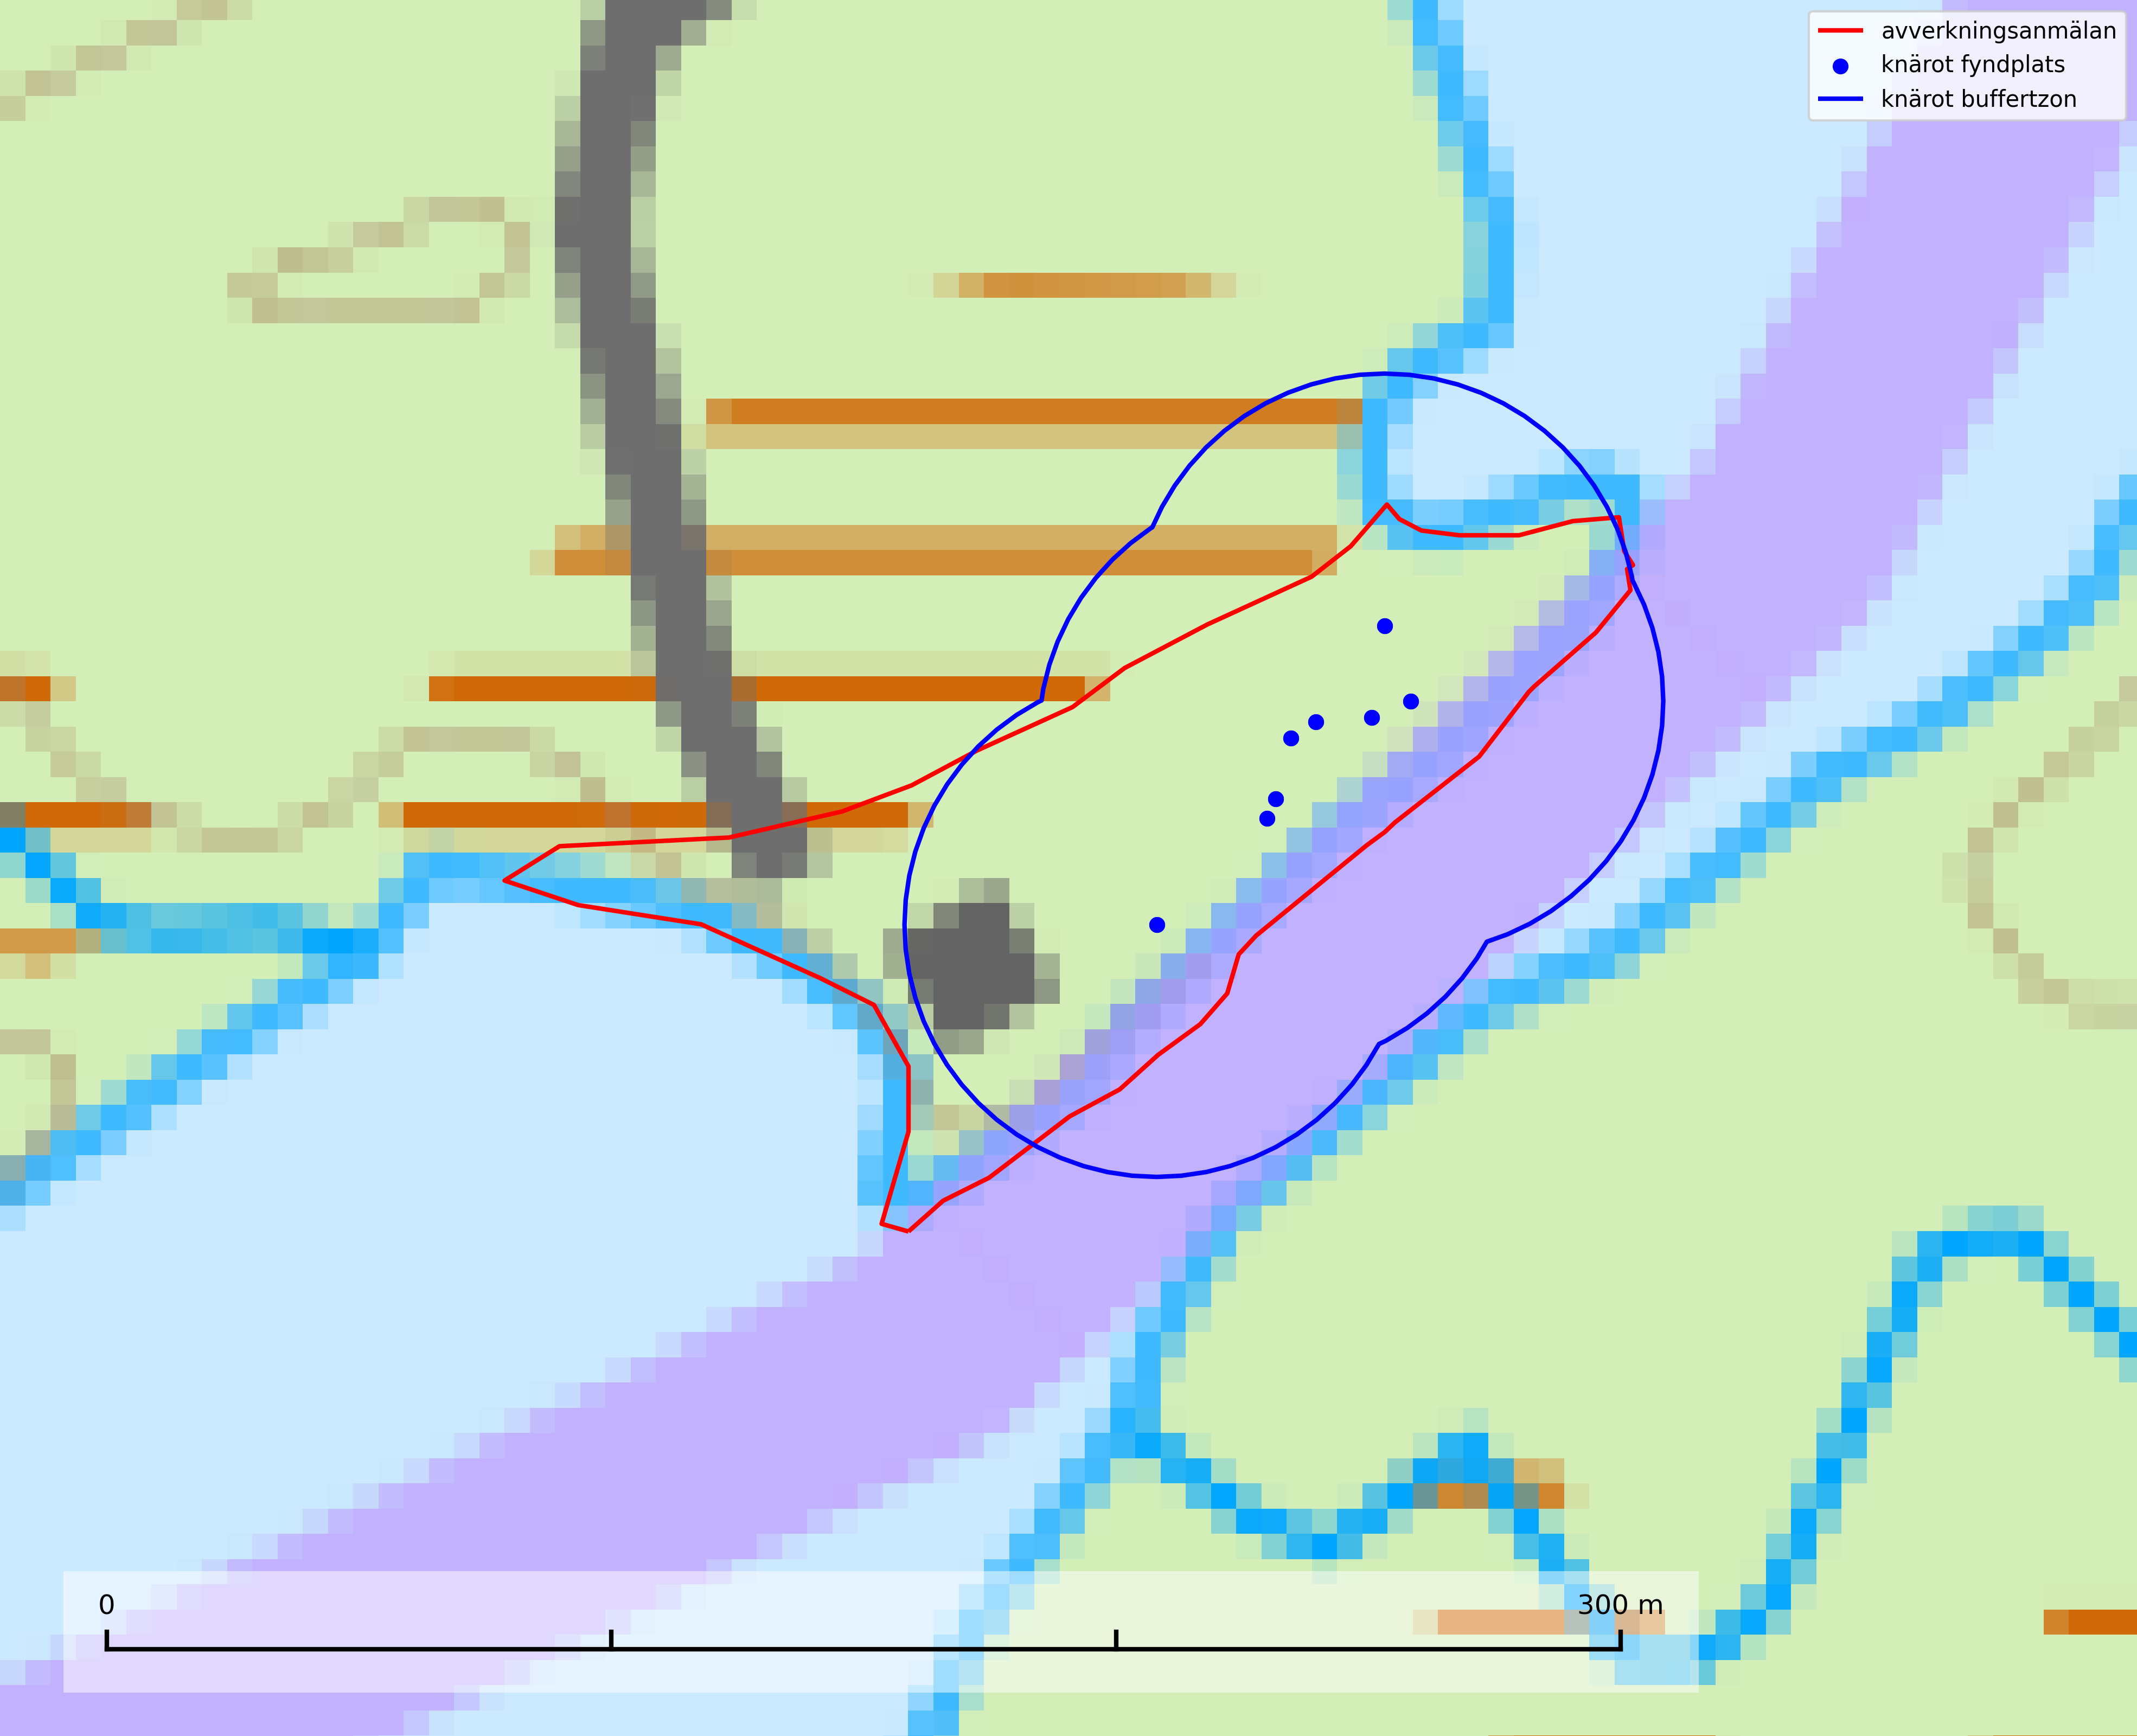 avverkningsanmälan
knärot fyndplats
knärot buffertzon
0
300 m